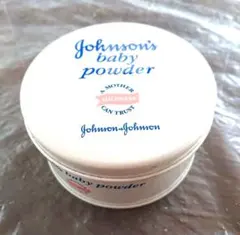 Johnson's
baby
powder
A MOTHER
CAN TRUST
Johnson & Johnson
baby powder